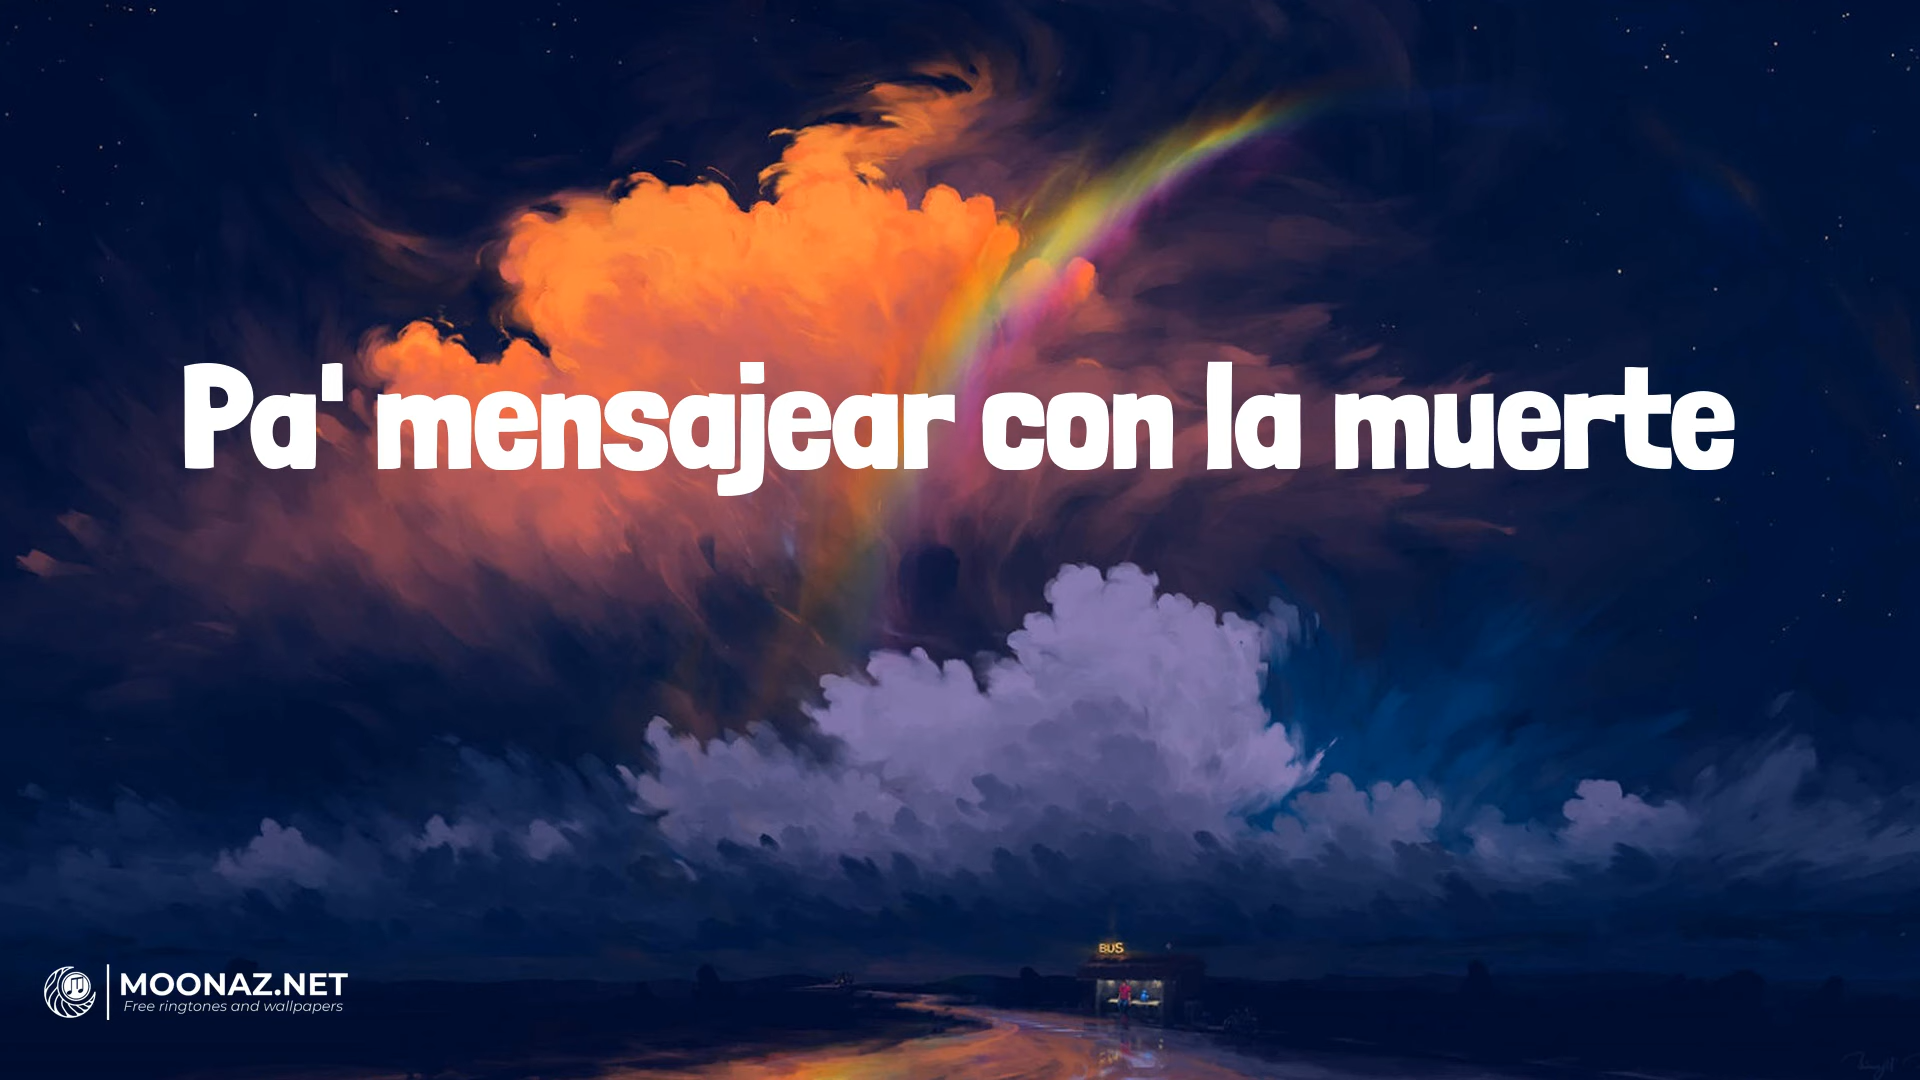 Pa' mensajear con la muerte
BUS
MOONAZ.NET
Free ringtones and wallpapers